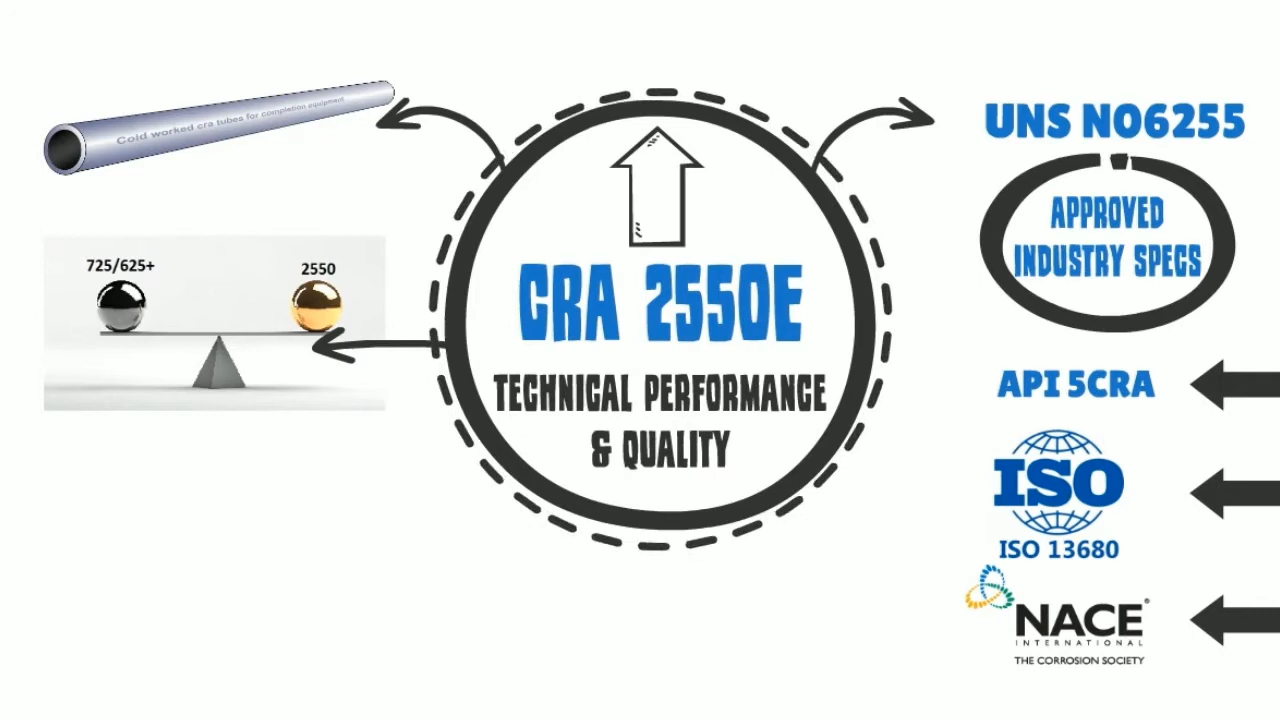 Cold worked cra tubes for completion equipment
725/625+
2550
CRA 2550E
TECHNICAL PERFORMANCE
& QUALITY
UNS NO6255
APPROVED
INDUSTRY SPECS
API 5CRA
ISO
ISO 13680
NACE®
INTERNATIONAL
THE CORROSION SOCIETY